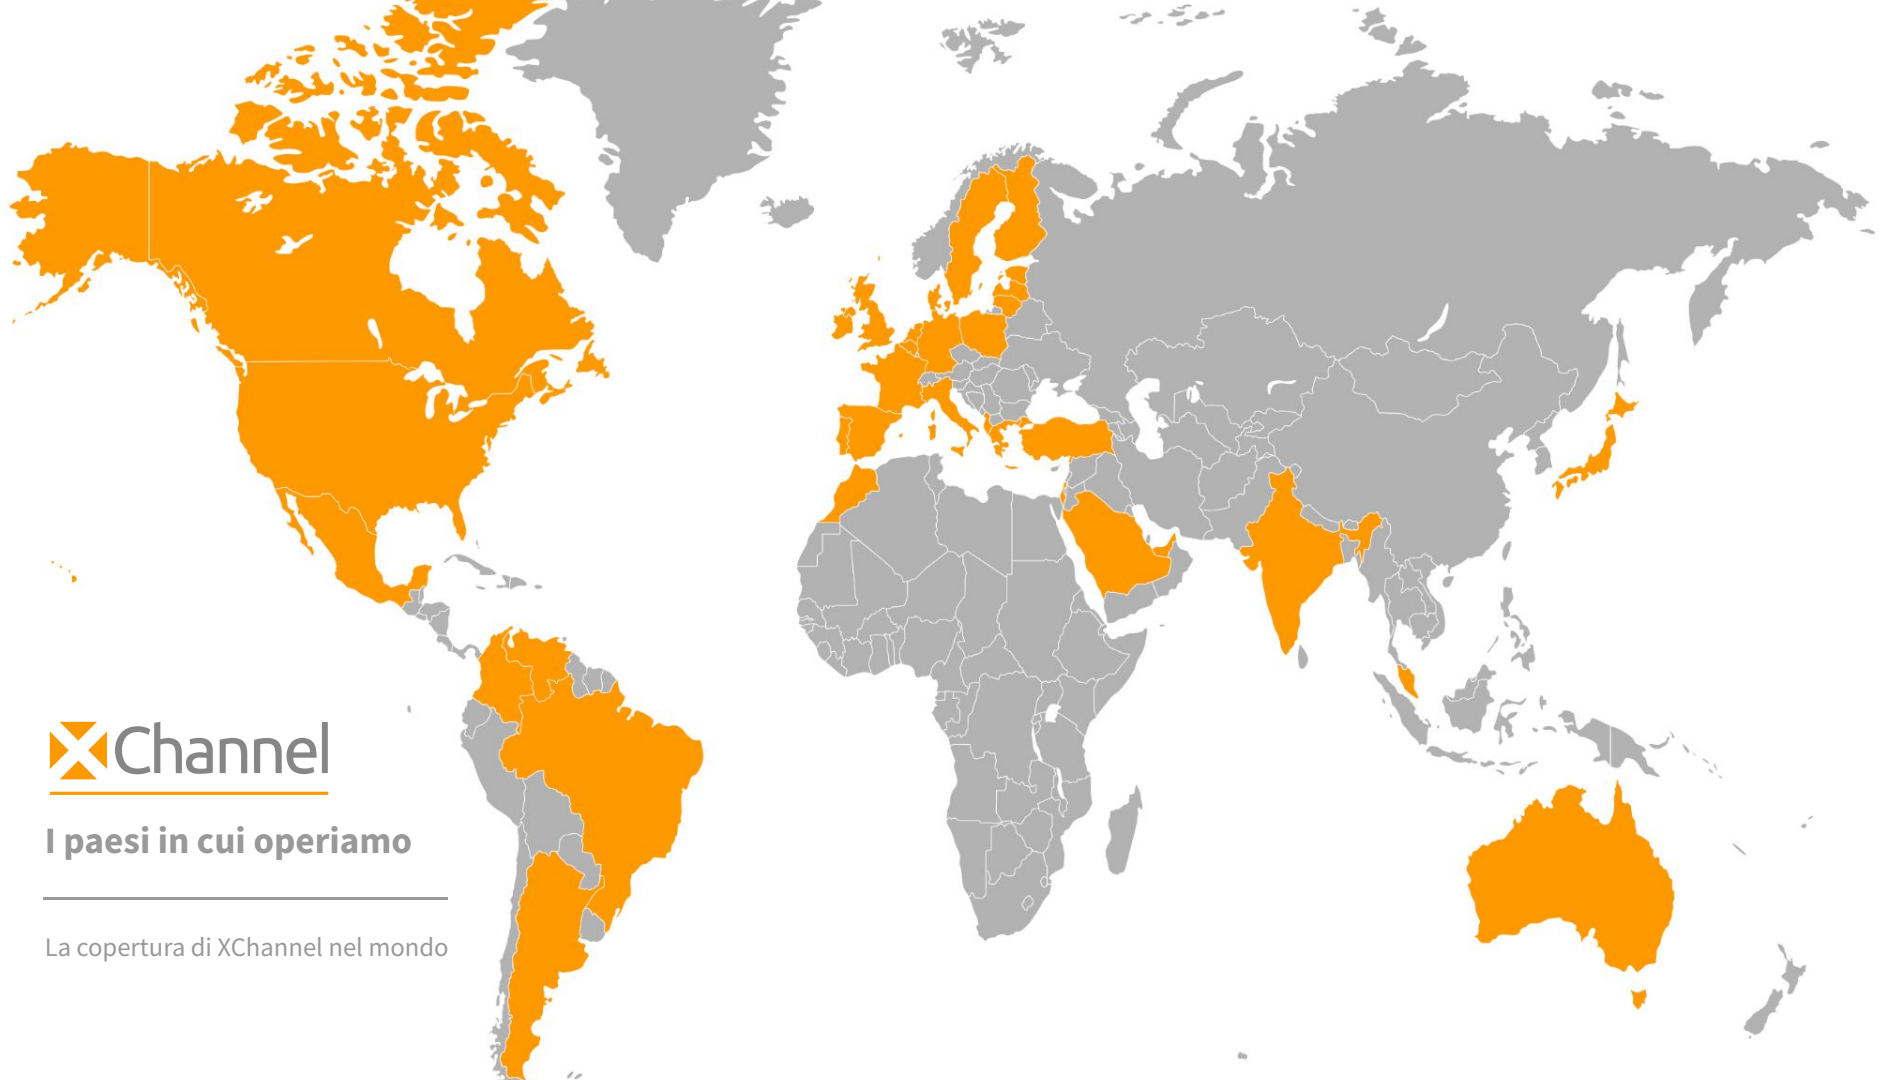 XChannel
I paesi in cui operiamo
La copertura di XChannel nel mondo